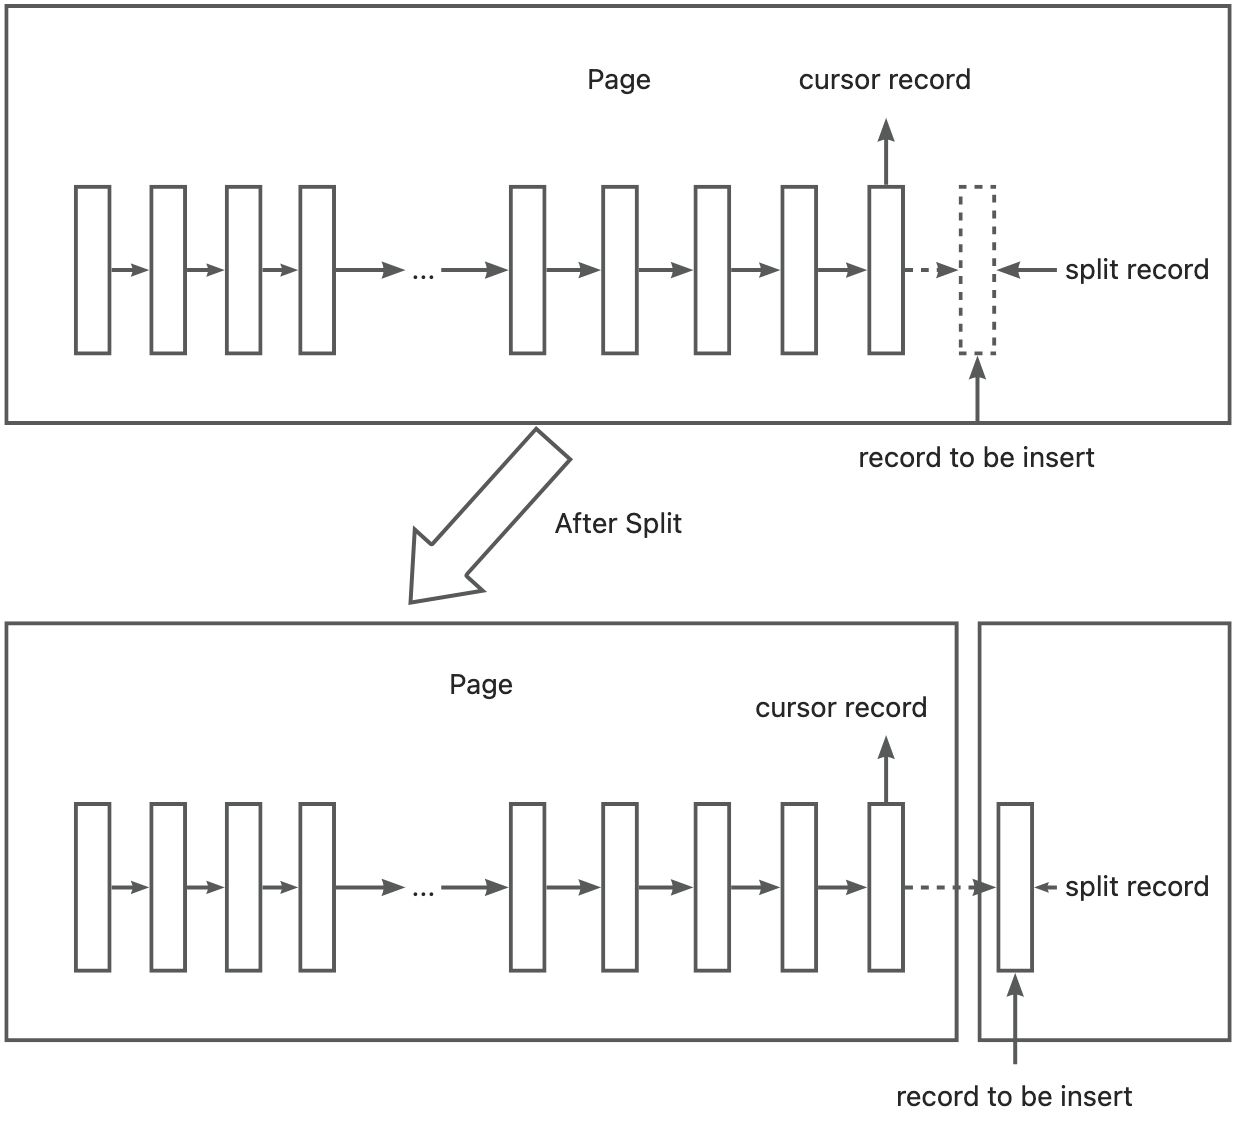 Page
cursor record
...
split record
record to be insert
After Split
Page
cursor record
...
split record
record to be insert